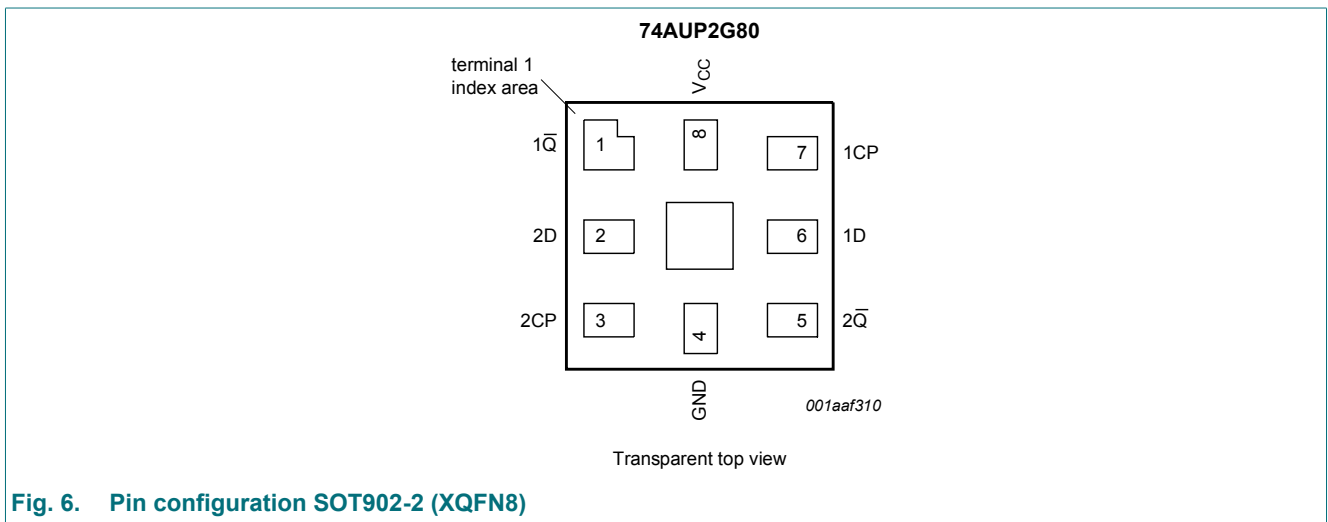 74AUP2G80
terminal 1
index area
VCC
1Q̅
1
8
7
1CP
2D
2
6
1D
2CP
3
4
5
2Q̅
GND
001aaf310
Transparent top view
Fig. 6. Pin configuration SOT902-2 (XQFN8)